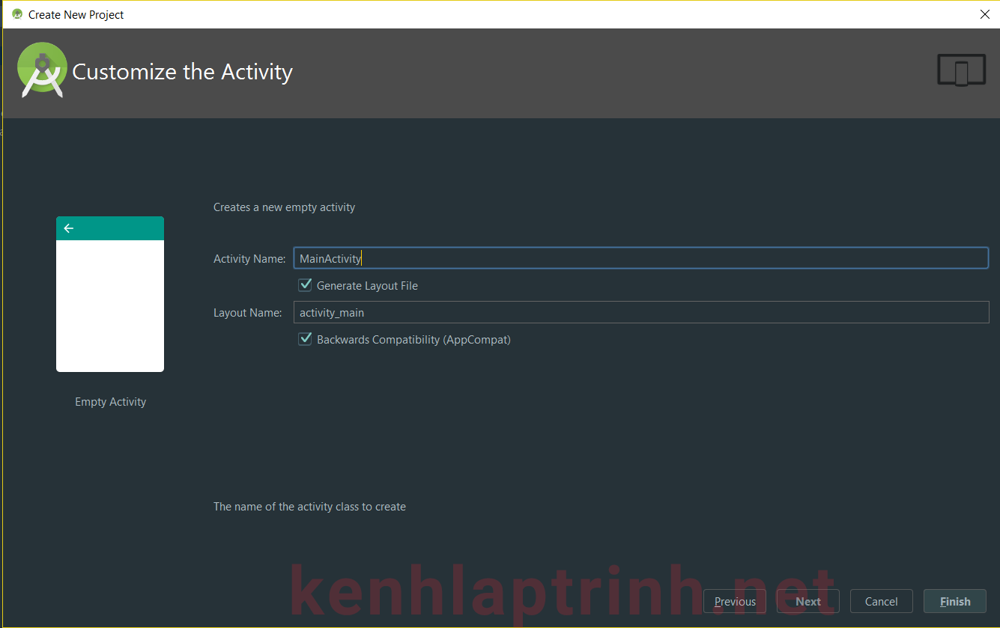 Create New Project
Customize the Activity
Creates a new empty activity
Activity Name: MainActivity
Generate Layout File
Layout Name: activity_main
Backwards Compatibility (AppCompat)
Empty Activity
The name of the activity class to create
kenhlaptrinh.net
Previous Next Cancel Finish